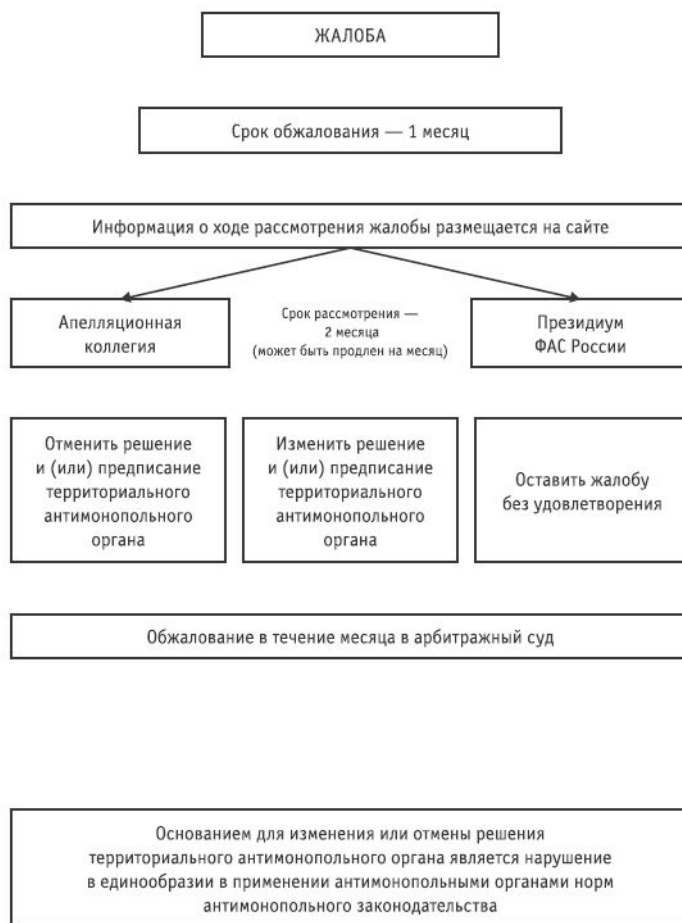 ЖАЛОБА
Срок обжалования — 1 месяц
Информация о ходе рассмотрения жалобы размещается на сайте
Апелляционная
коллегия
Срок рассмотрения —
2 месяца
(может быть продлен на месяц)
Президиум
ФАС России
Отменить решение
и (или) предписание
территориального
антимонопольного
органа
Изменить решение
и (или) предписание
территориального
антимонопольного
органа
Оставить жалобу
без удовлетворения
Обжалование в течение месяца в арбитражный суд
Основанием для изменения или отмены решения
территориального антимонопольного органа является нарушение
в единообразии в применении антимонопольными органами норм
антимонопольного законодательства